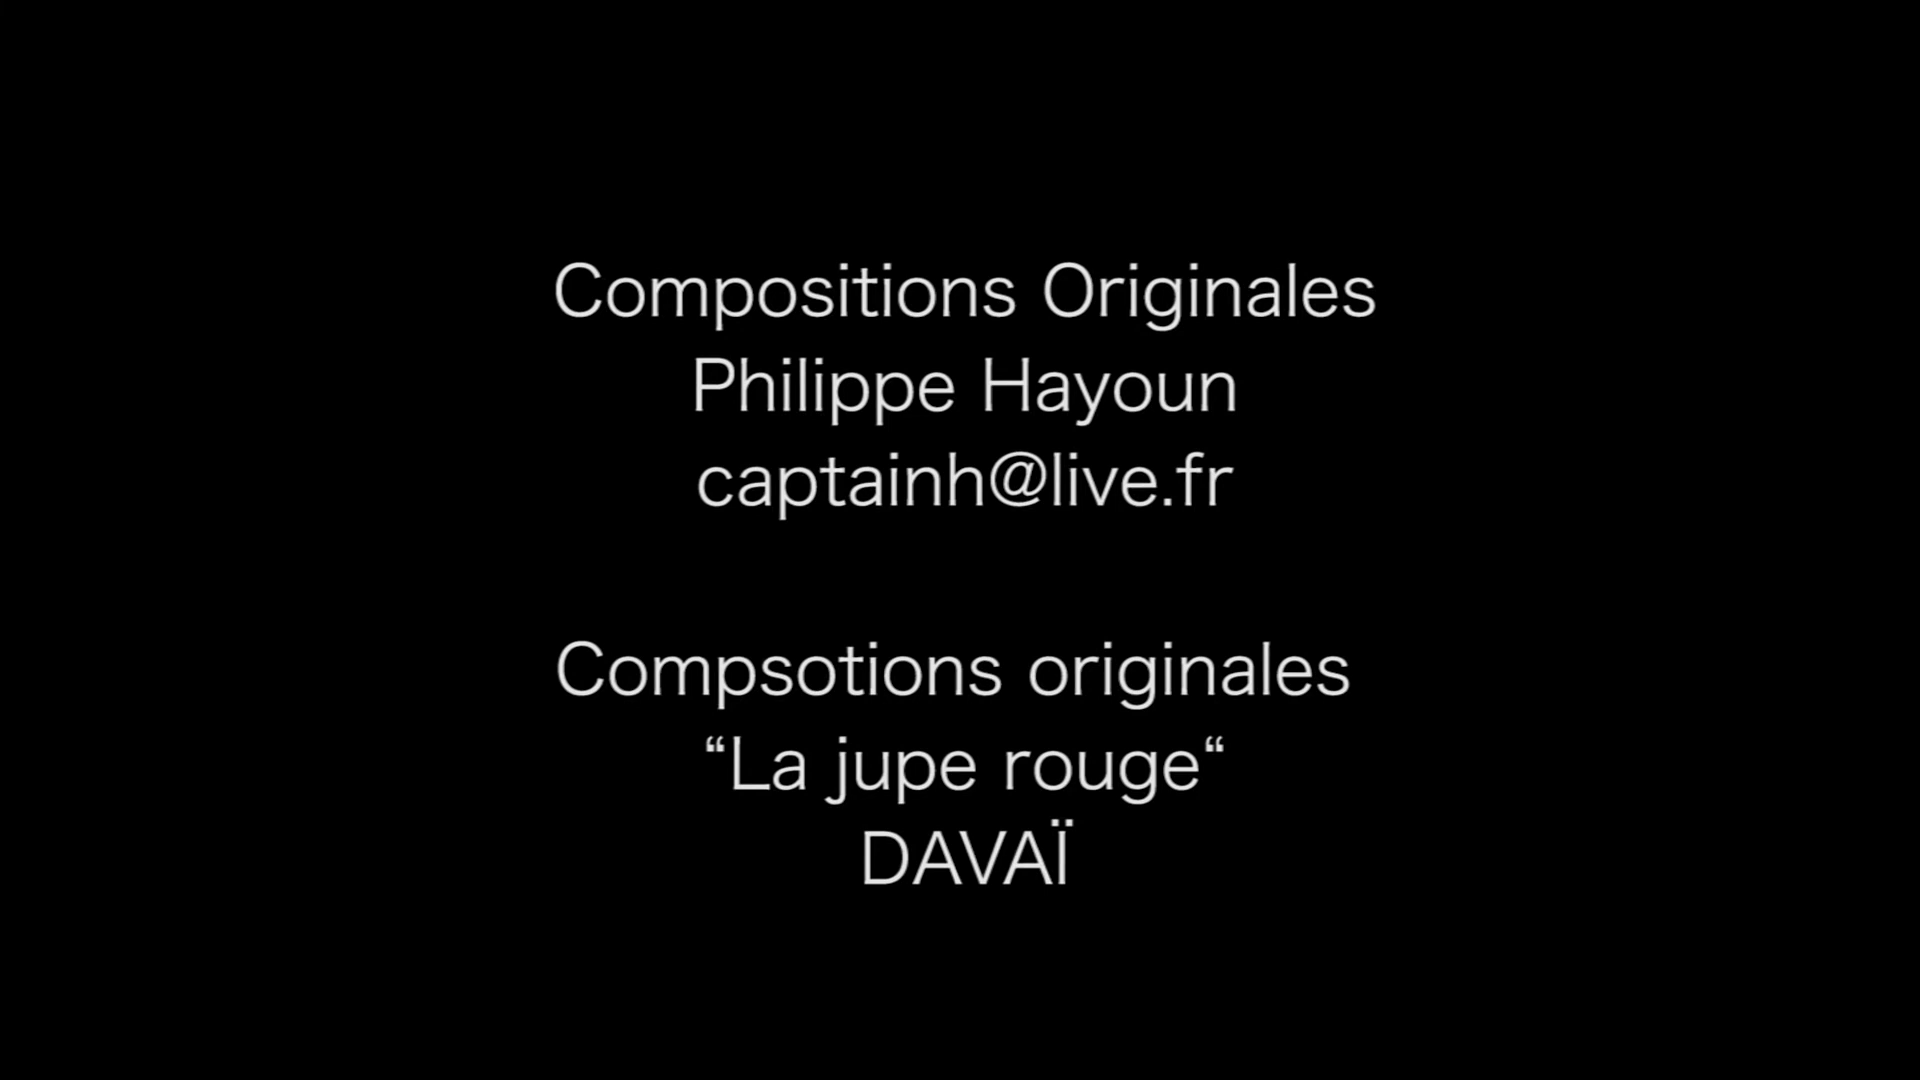 Compositions Originales
Philippe Hayoun
captainh@live.fr
Compsotions originales
“La jupe rouge“
DAVAÏ